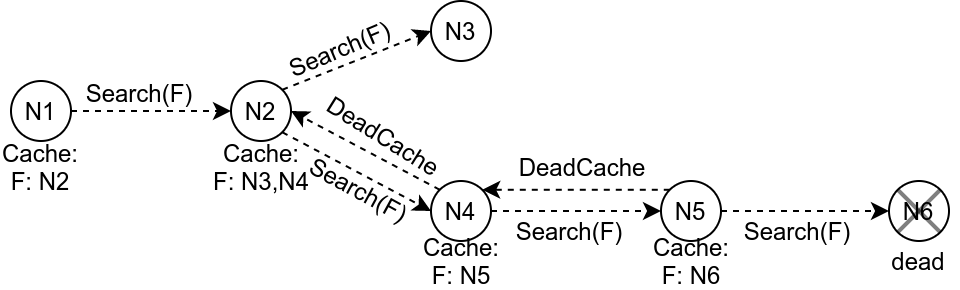 N1
Cache:
F: N2
Search(F)
N2
Cache:
F: N3,N4
Search(F)
N3
DeadCache
Search(F)
N4
Cache:
F: N5
DeadCache
Search(F)
N5
Cache:
F: N6
Search(F)
N6
dead